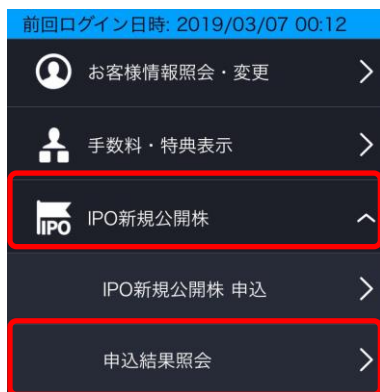 前回ログイン日時: 2019/03/07 00:12
お客様情報照会・変更
手数料・特典表示
IPO IPO新規公開株
IPO新規公開株 申込
申込結果照会